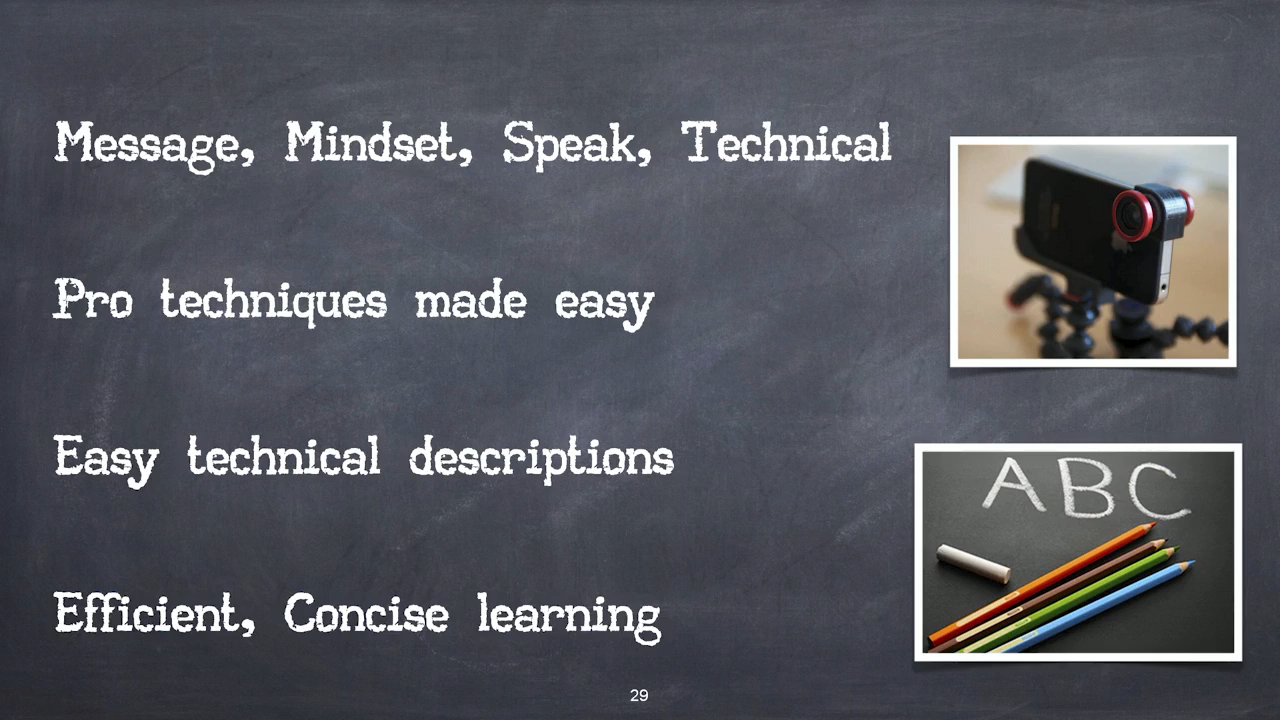 Message, Mindset, Speak, Technical
Pro techniques made easy
Easy technical descriptions
Efficient, Concise learning
ABC
29